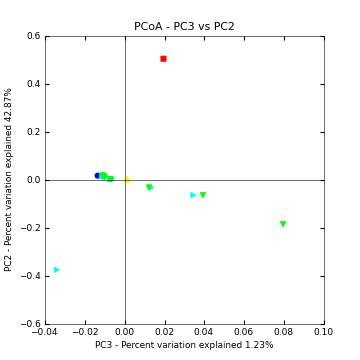 PCoA - PC3 vs PC2
PC2 - Percent variation explained 42.87%
0.6
0.4
0.2
0.0
−0.2
−0.4
−0.6
−0.04 −0.02 0.00 0.02 0.04 0.06 0.08 0.10
PC3 - Percent variation explained 1.23%